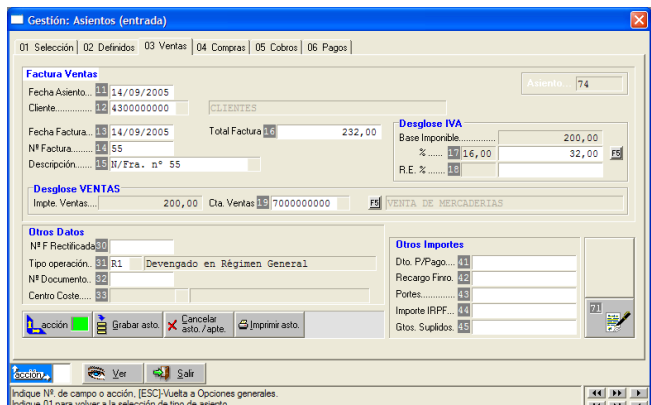 Gestión: Asientos (entrada)
01 Selección 02 Definidos 03 Ventas 04 Compras 05 Cobros 06 Pagos
Factura Ventas
Asiento... 74
Fecha Asiento... 11 14/09/2005
Cliente............... 12 4300000000 CLIENTES
Fecha Factura... 13 14/09/2005 Total Factura 16 232,00
Nº Factura......... 14 55
Descripción....... 15 N/Fra. nº 55
Desglose IVA
Base Imponible.............. 200,00
% ...... 17 16,00 32,00 F5
R.E. % ...... 18
Desglose VENTAS
Impte. Ventas.... 200,00 Cta. Ventas 19 7000000000 F5 VENTA DE MERCADERIAS
Otros Datos
Nº F Rectificada 30
Tipo operación.. 31 R1 Devengado en Régimen General
Nº Documento.. 32
Centro Coste..... 33
Otros Importes
Dto. P/Pago.... 41
Recargo Finro. 42
Portes.............. 43
Importe IRPF... 44
Gtos. Suplidos. 45
71
acción Grabar asto. Cancelar asto./apte. Imprimir asto.
acción Ver Salir
Indique Nº. de campo o acción, [ESC]-Vuelta a Opciones generales.
Indique 01 para volver a la selección de tipo de asiento